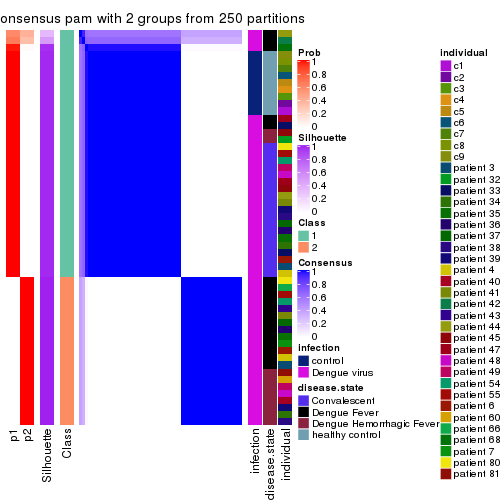 onsensus pam with 2 groups from 250 partitions
Prob
1
0.8
0.6
0.4
0.2
0
Silhouette
1
0.8
0.6
0.4
0.2
0
Class
1
2
Consensus
1
0.8
0.6
0.4
0.2
0
infection
control
Dengue virus
disease.state
Convalescent
Dengue Fever
Dengue Hemorrhagic Fever
healthy control
individual
c1
c2
c3
c4
c5
c6
c7
c8
c9
patient 3
patient 32
patient 33
patient 34
patient 35
patient 36
patient 37
patient 38
patient 39
patient 4
patient 40
patient 41
patient 42
patient 43
patient 44
patient 45
patient 47
patient 48
patient 49
patient 54
patient 55
patient 6
patient 60
patient 66
patient 68
patient 7
patient 80
patient 81
p1
p2
Silhouette
Class
infection
disease.state
individual